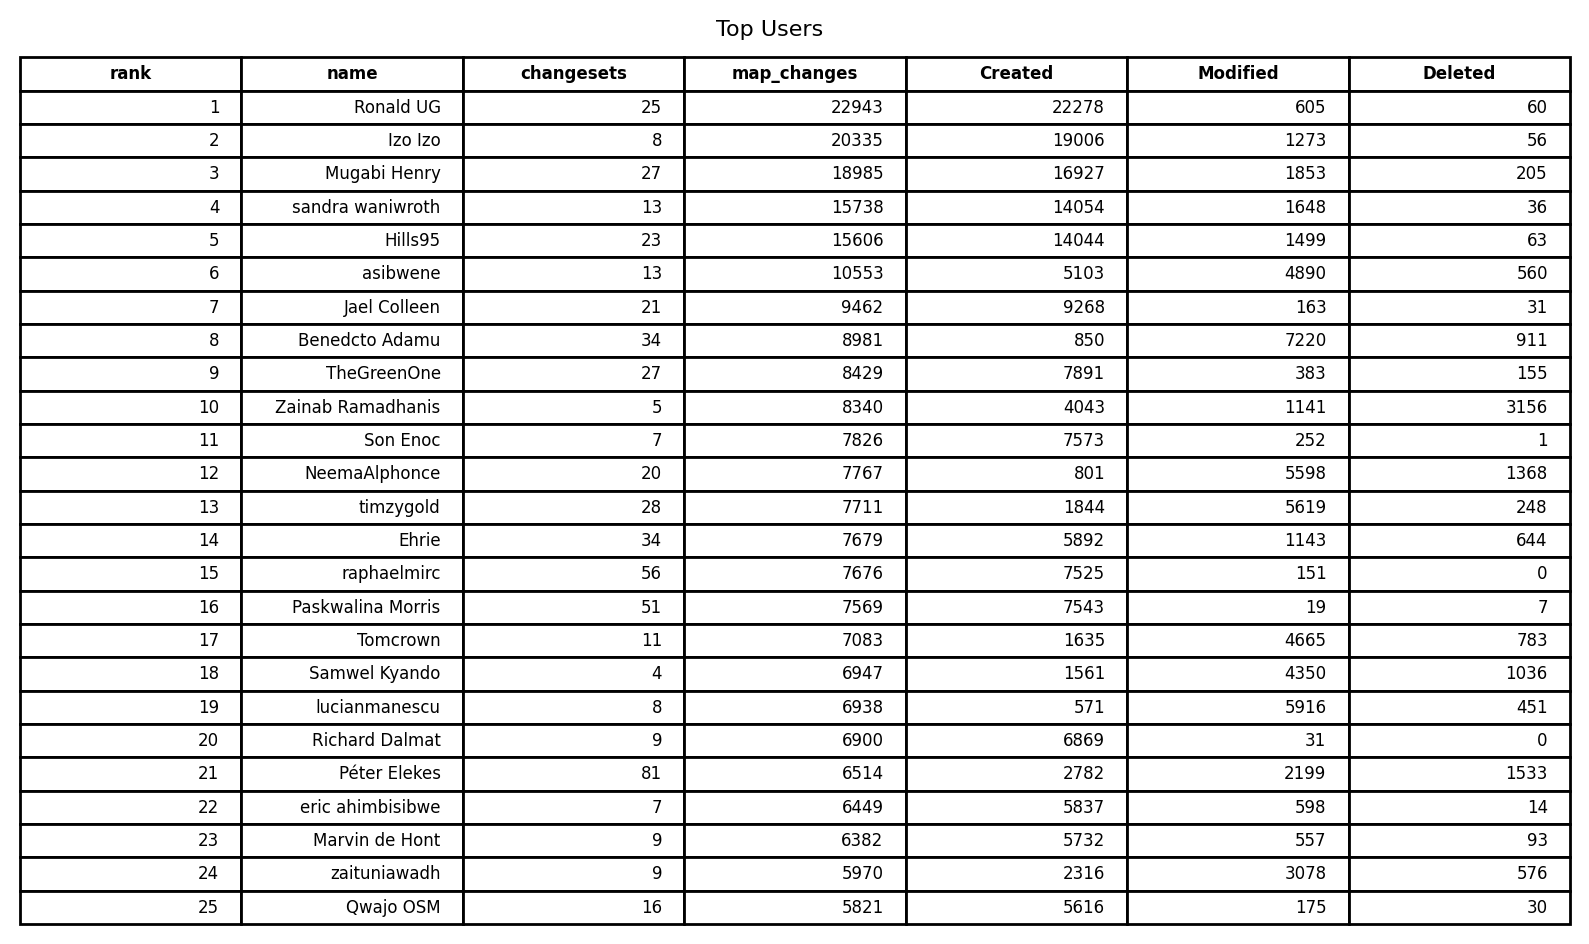 Top Users
rank name changesets map_changes Created Modified Deleted
1 Ronald UG 25 22943 22278 605 60
2 Izo Izo 8 20335 19006 1273 56
3 Mugabi Henry 27 18985 16927 1853 205
4 sandra waniwroth 13 15738 14054 1648 36
5 Hills95 23 15606 14044 1499 63
6 asibwene 13 10553 5103 4890 560
7 Jael Colleen 21 9462 9268 163 31
8 Benedcto Adamu 34 8981 850 7220 911
9 TheGreenOne 27 8429 7891 383 155
10 Zainab Ramadhanis 5 8340 4043 1141 3156
11 Son Enoc 7 7826 7573 252 1
12 NeemaAlphonce 20 7767 801 5598 1368
13 timzygold 28 7711 1844 5619 248
14 Ehrie 34 7679 5892 1143 644
15 raphaelmirc 56 7676 7525 151 0
16 Paskwalina Morris 51 7569 7543 19 7
17 Tomcrown 11 7083 1635 4665 783
18 Samwel Kyando 4 6947 1561 4350 1036
19 lucianmanescu 8 6938 571 5916 451
20 Richard Dalmat 9 6900 6869 31 0
21 Péter Elekes 81 6514 2782 2199 1533
22 eric ahimbisibwe 7 6449 5837 598 14
23 Marvin de Hont 9 6382 5732 557 93
24 zaituniawadh 9 5970 2316 3078 576
25 Qwajo OSM 16 5821 5616 175 30